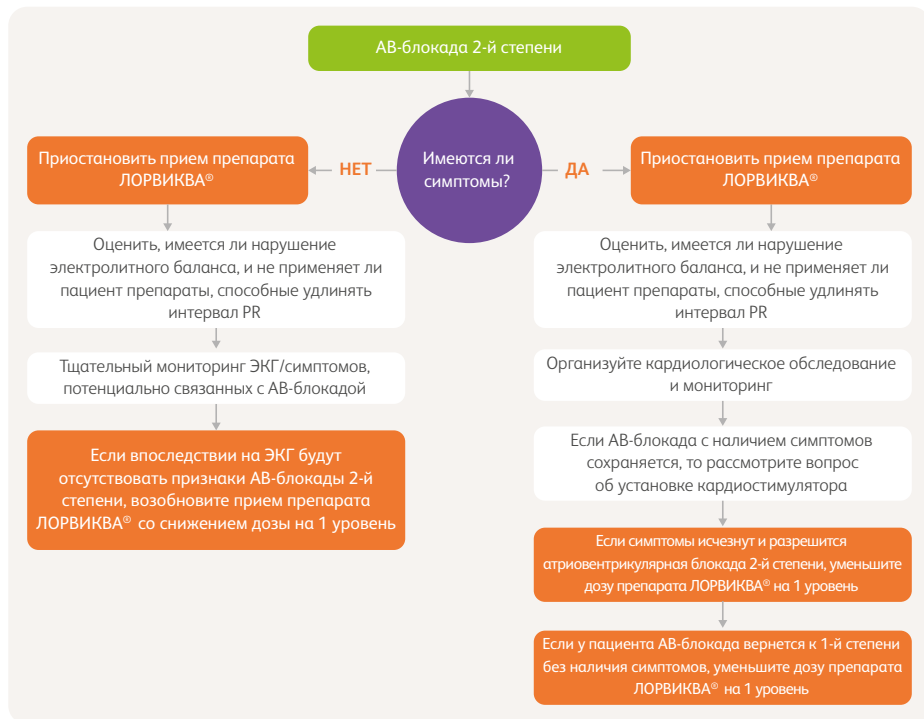 АВ-блокада 2-й степени
Имеются ли
симптомы?
НЕТ
ДА
Приостановить прием препарата
ЛОРВИКВА®
Оценить, имеется ли нарушение
электролитного баланса, и не применяет ли
пациент препараты, способные удлинять
интервал PR
Тщательный мониторинг ЭКГ/симптомов,
потенциально связанных с АВ-блокадой
Если впоследствии на ЭКГ будут
отсутствовать признаки АВ-блокады 2-й
степени, возобновите прием препарата
ЛОРВИКВА® со снижением дозы на 1 уровень
Приостановить прием препарата
ЛОРВИКВА®
Оценить, имеется ли нарушение
электролитного баланса, и не применяет ли
пациент препараты, способные удлинять
интервал PR
Организуйте кардиологическое обследование
и мониторинг
Если АВ-блокада с наличием симптомов
сохраняется, то рассмотрите вопрос
об установке кардиостимулятора
Если симптомы исчезнут и разрешится
атриовентрикулярная блокада 2-й степени, уменьшите
дозу препарата ЛОРВИКВА® на 1 уровень
Если у пациента АВ-блокада вернется к 1-й степени
без наличия симптомов, уменьшите дозу препарата
ЛОРВИКВА® на 1 уровень